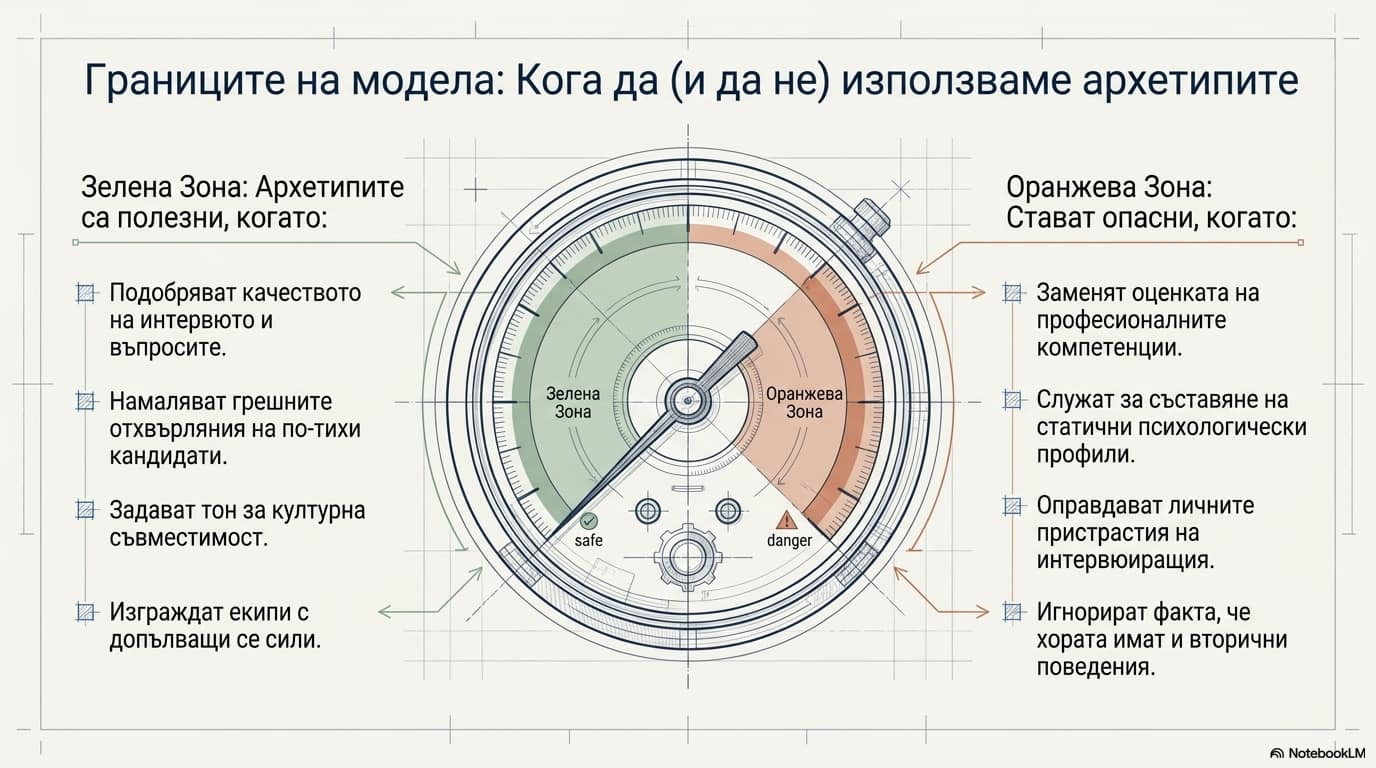 Границите на модела: Кога да (и да не) използваме архетипите
Зелена Зона: Архетипите
са полезни, когато:
Подобряват качеството
на интервюто и
въпросите.
Намаляват грешните
отхвърляния на по-тихи
кандидати.
Задават тон за културна
съвместимост.
Изграждат екипи с
допълващи се сили.
Зелена
Зона
Оранжева
Зона
safe
danger
Оранжева Зона:
Стават опасни, когато:
Заменят оценката на
професионалните
компетенции.
Служат за съставяне на
статични психологически
профили.
Оправдават личните
пристрастия на
интервюиращия.
Игнорират факта, че
хората имат и вторични
поведения.
NotebookLM